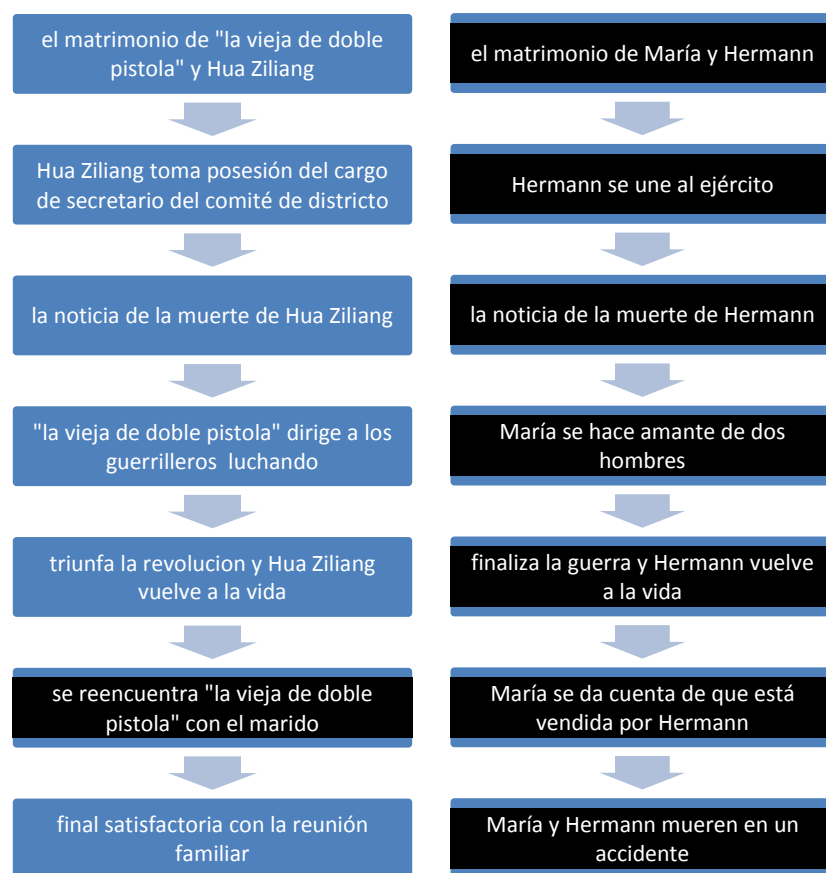 el matrimonio de "la vieja de doble
pistola" y Hua Ziliang
Hua Ziliang toma posesión del cargo
de secretario del comité de districto
la noticia de la muerte de Hua Ziliang
"la vieja de doble pistola" dirige a los
guerrilleros luchando
triunfa la revolucion y Hua Ziliang
vuelve a la vida
se reencuentra "la vieja de doble
pistola" con el marido
final satisfactoria con la reunión
familiar
el matrimonio de María y Hermann
Hermann se une al ejército
la noticia de la muerte de Hermann
María se hace amante de dos
hombres
finaliza la guerra y Hermann vuelve
a la vida
María se da cuenta de que está
vendida por Hermann
María y Hermann mueren en un
accidente